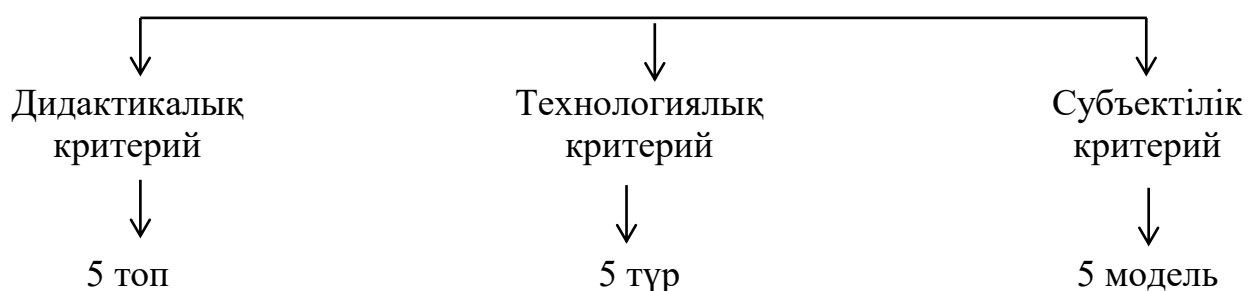 Дидактикалық
критерий
Технологиялық
критерий
Субъектілік
критерий
5 топ
5 түр
5 модель